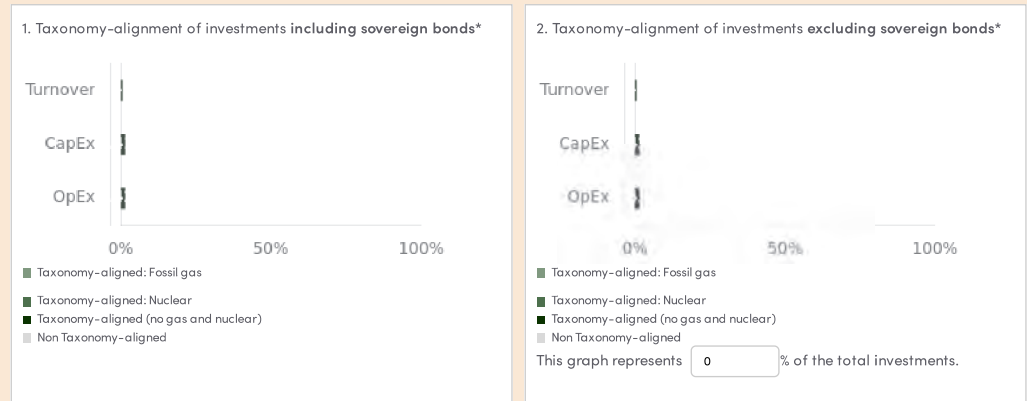 1. Taxonomy-alignment of investments including sovereign bonds*
Turnover
CapEx
OpEx
0% 50% 100%
Taxonomy-aligned: Fossil gas
Taxonomy-aligned: Nuclear
Taxonomy-aligned (no gas and nuclear)
Non Taxonomy-aligned
2. Taxonomy-alignment of investments excluding sovereign bonds*
Turnover
CapEx
OpEx
0% 50% 100%
Taxonomy-aligned: Fossil gas
Taxonomy-aligned: Nuclear
Taxonomy-aligned (no gas and nuclear)
Non Taxonomy-aligned
This graph represents 0 % of the total investments.